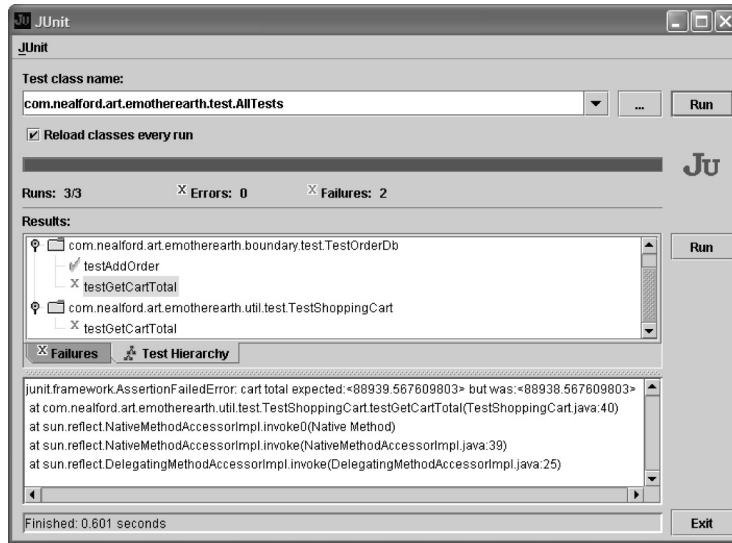 JU JUnit
JUnit
Test class name:
com.nealford.art.emotherearth.test.AllTests
...
Run
Reload classes every run
JU
Runs: 3/3 X Errors: 0 X Failures: 2
Results:
com.nealford.art.emotherearth.boundary.test.TestOrderDb
Run
testAddOrder
X testGetCartTotal
com.nealford.art.emotherearth.util.test.TestShoppingCart
X testGetCartTotal
X Failures Test Hierarchy
junit.framework.AssertionFailedError: cart total expected:<88939.567609803> but was:<88938.567609803>
at com.nealford.art.emotherearth.util.test.TestShoppingCart.testGetCartTotal(TestShoppingCart.java:40)
at sun.reflect.NativeMethodAccessorImpl.invoke0(Native Method)
at sun.reflect.NativeMethodAccessorImpl.invoke(NativeMethodAccessorImpl.java:39)
at sun.reflect.DelegatingMethodAccessorImpl.invoke(DelegatingMethodAccessorImpl.java:25)
Finished: 0.601 seconds
Exit